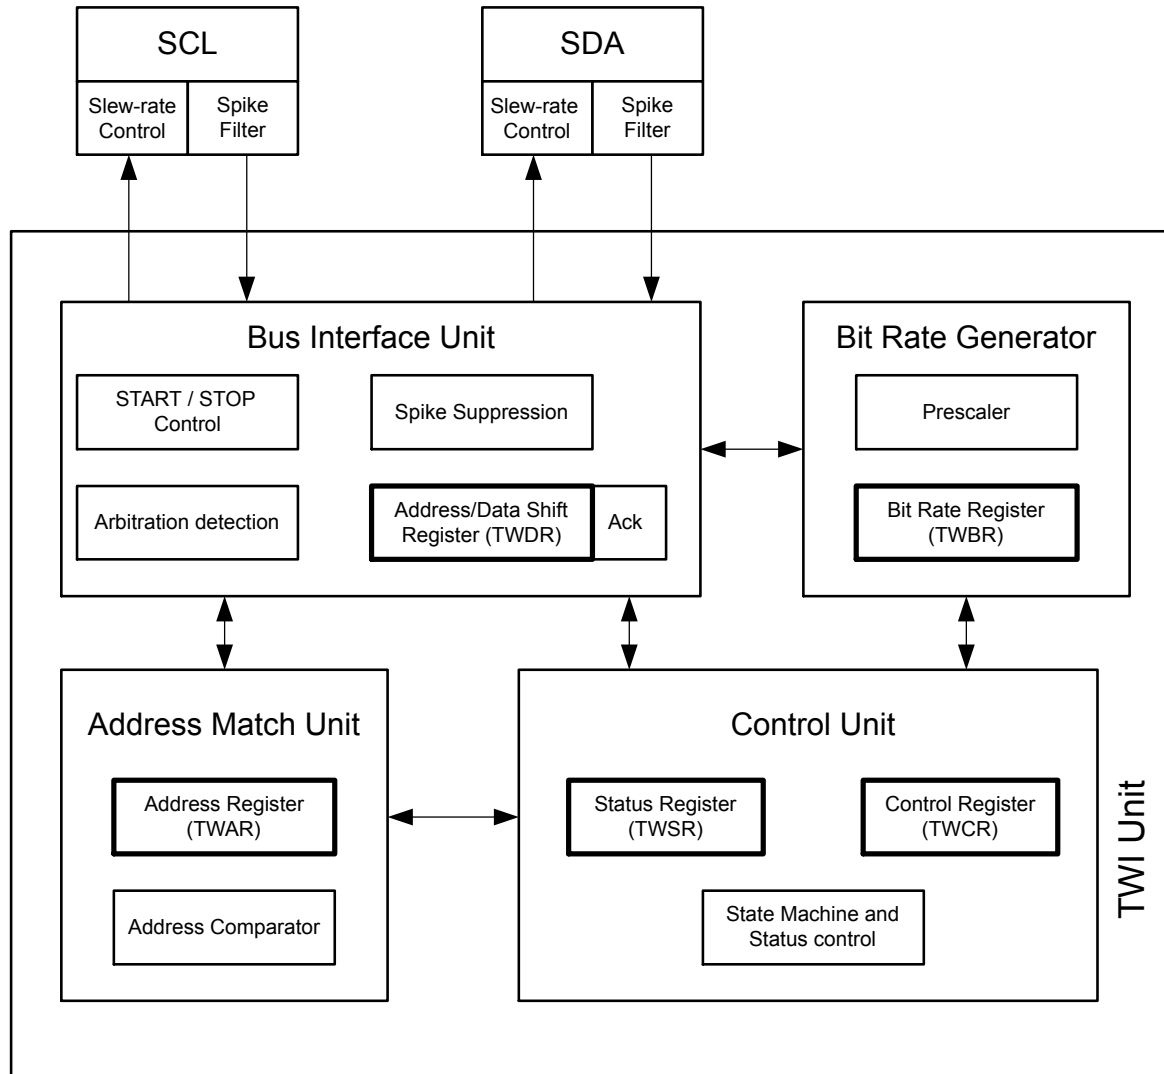 SCL
Slew-rate
Control
Spike
Filter
SDA
Slew-rate
Control
Spike
Filter
Bus Interface Unit
START / STOP
Control
Spike Suppression
Arbitration detection
Address/Data Shift
Register (TWDR)
Ack
Bit Rate Generator
Prescaler
Bit Rate Register
(TWBR)
Address Match Unit
Address Register
(TWAR)
Address Comparator
Control Unit
Status Register
(TWSR)
Control Register
(TWCR)
State Machine and
Status control
TWI Unit